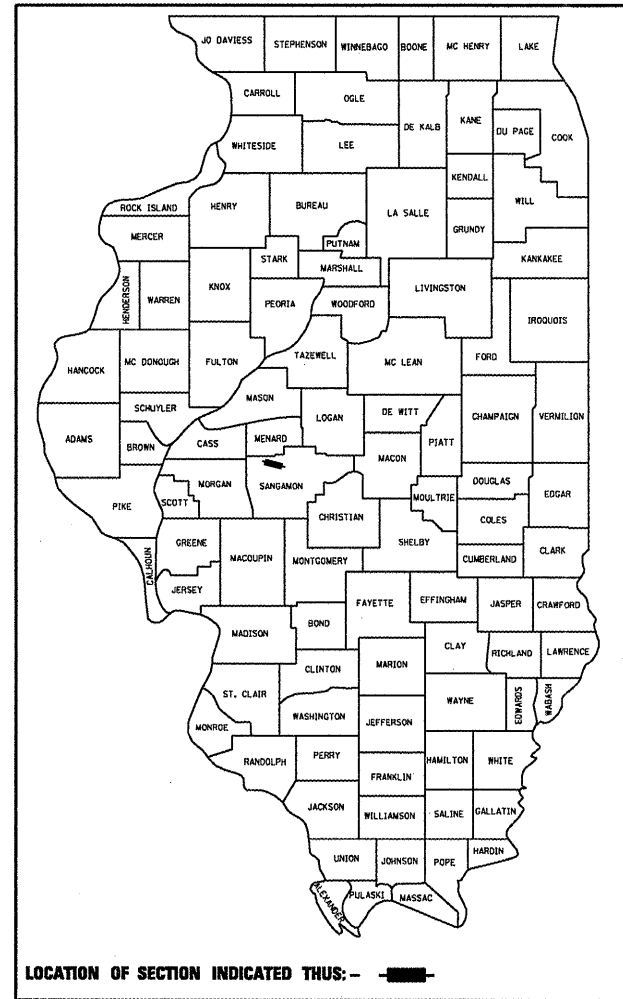 JO DAVIESS STEPHENSON WINNEBAGO BOONE MC HENRY LAKE
CARROLL OGLE DE KALB KANE DU PAGE COOK
WHITESIDE LEE
KENDALL WILL
ROCK ISLAND HENRY BUREAU LA SALLE GRUNDY
MERCER PUTNAM
STARK MARSHALL KANKAKEE
HENDERSON WARREN KNOX PEORIA WOODFORD LIVINGSTON IROQUOIS
HANCOCK MC DONOUGH FULTON TAZEWELL MC LEAN FORD
MASON
SCHUYLER LOGAN DE WITT CHAMPAIGN VERMILION
ADAMS BROWN CASS MENARD MACON PIATT
PIKE SCOTT MORGAN SANGAMON CHRISTIAN MOULTRIE DOUGLAS EDGAR
COLES
CALHOUN GREENE MACOUPIN MONTGOMERY SHELBY CUMBERLAND CLARK
JERSEY FAYETTE EFFINGHAM JASPER CRAWFORD
MADISON BOND
CLAY RICHLAND LAWRENCE
CLINTON MARION
ST. CLAIR WAYNE EDWARDS WABASH
MONROE WASHINGTON JEFFERSON
RANDOLPH PERRY HAMILTON WHITE
FRANKLIN
JACKSON WILLIAMSON SALINE GALLATIN
UNION JOHNSON POPE HARDIN
ALEXANDER PULASKI MASSAC
LOCATION OF SECTION INDICATED THUS: –